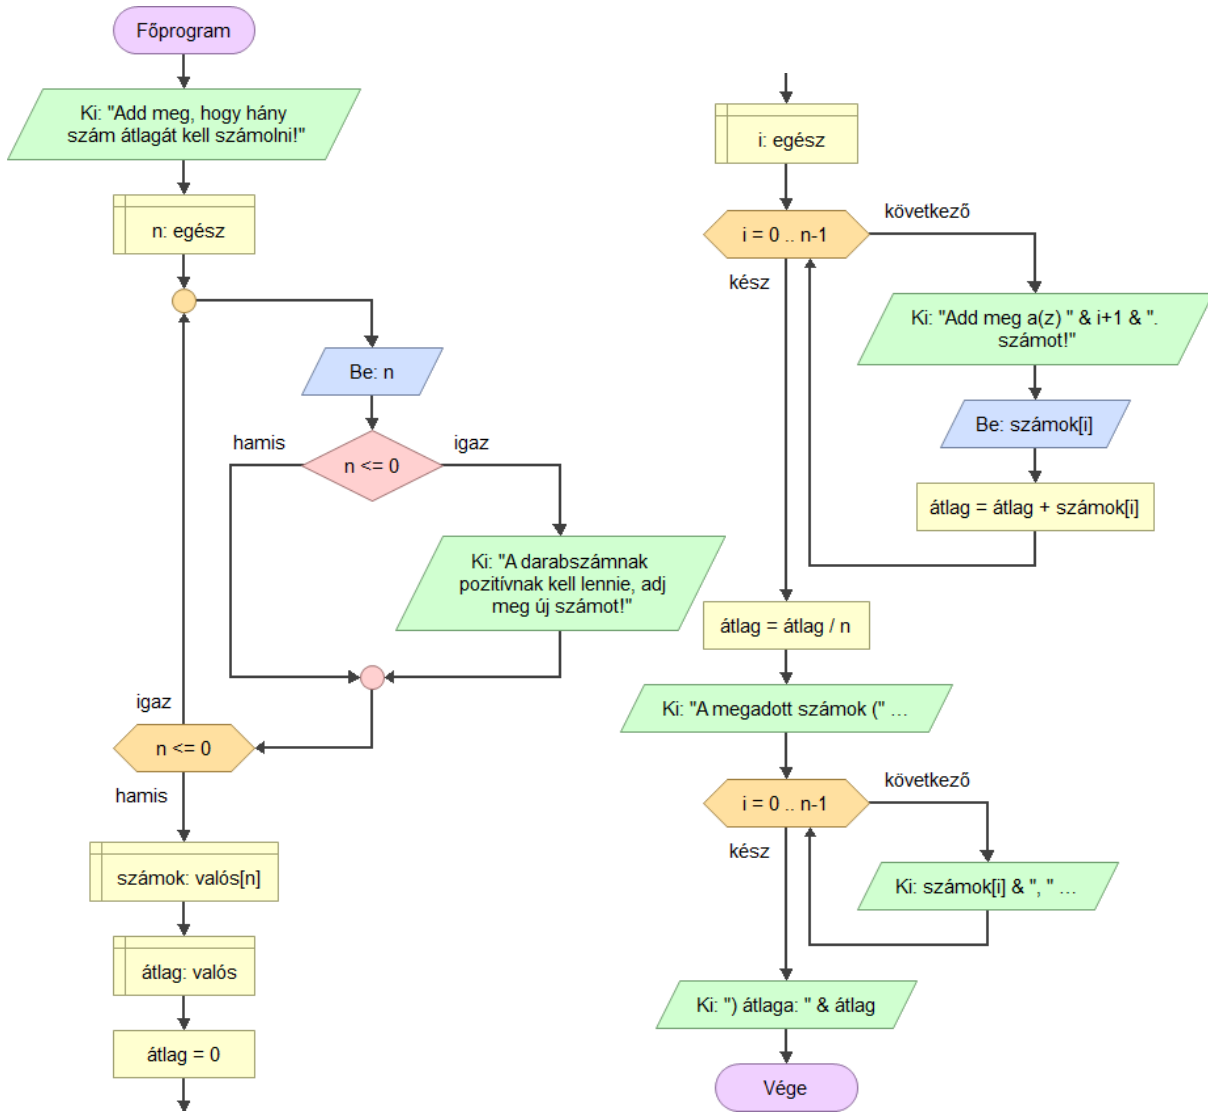 Főprogram
Ki: "Add meg, hogy hány
szám átlagát kell számolni!"
n: egész
Be: n
hamis
igaz
n <= 0
Ki: "A darabszámnak
pozitívnak kell lennie, adj
meg új számot!"
igaz
n <= 0
hamis
számok: valós[n]
átlag: valós
átlag = 0
i: egész
következő
i = 0 .. n-1
kész
Ki: "Add meg a(z) " & i+1 & ".
számot!"
Be: számok[i]
átlag = átlag + számok[i]
átlag = átlag / n
Ki: "A megadott számok (" ...
következő
i = 0 .. n-1
kész
Ki: számok[i] & ", " ...
Ki: ") átlaga: " & átlag
Vége